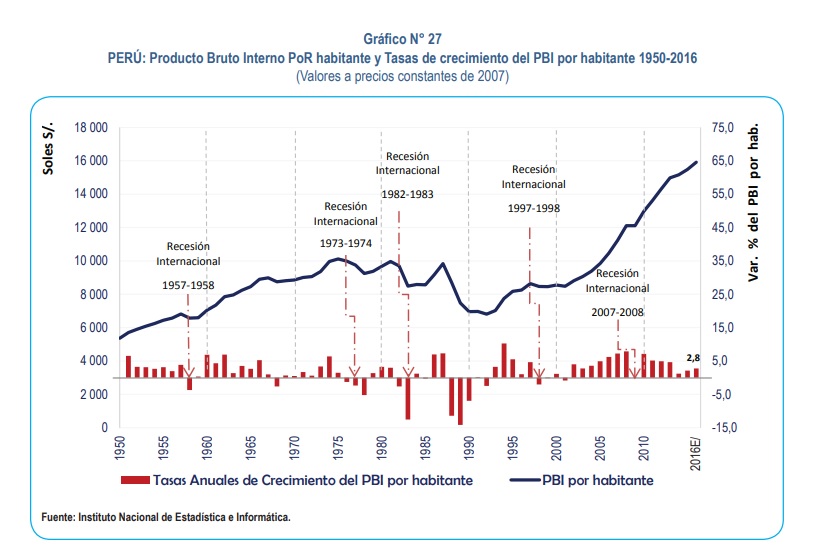 Gráfico N° 27
PERÚ: Producto Bruto Interno PoR habitante y Tasas de crecimiento del PBI por habitante 1950-2016
(Valores a precios constantes de 2007)
Soles S/.
18 000
16 000
14 000
12 000
10 000
8 000
6 000
4 000
2 000
0
75,0
65,0
55,0
45,0
35,0
25,0
15,0
5,0
-5,0
-15,0
Var. % del PBI por hab.
Recesión
Internacional
1957-1958
Recesión
Internacional
1973-1974
Recesión
Internacional
1982-1983
Recesión
Internacional
1997-1998
Recesión
Internacional
2007-2008
2,8
1950
1955
1960
1965
1970
1975
1980
1985
1990
1995
2000
2005
2010
2016E/
Tasas Anuales de Crecimiento del PBI por habitante
PBI por habitante
Fuente: Instituto Nacional de Estadística e Informática.